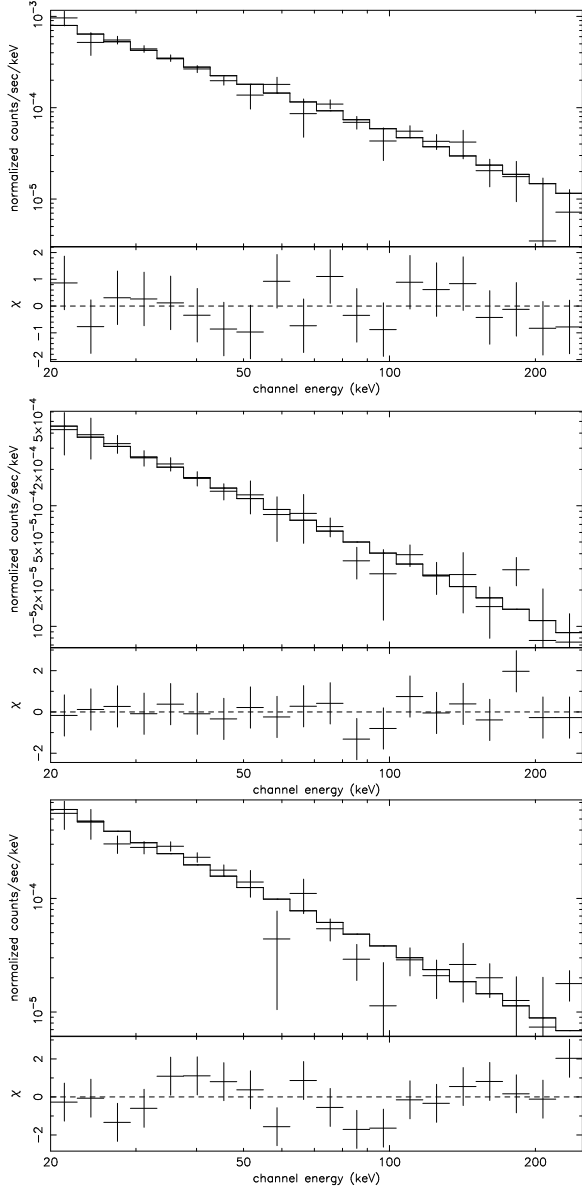 10⁻³
10⁻⁴
10⁻⁵
normalized counts/sec/keV
2
1
0
-1
-2
χ
20 50 100 200
channel energy (keV)
5×10⁻⁴
2×10⁻⁴
10⁻⁴
5×10⁻⁵
2×10⁻⁵
10⁻⁵
normalized counts/sec/keV
2
0
-2
χ
20 50 100 200
channel energy (keV)
10⁻⁴
10⁻⁵
normalized counts/sec/keV
2
0
-2
χ
20 50 100 200
channel energy (keV)